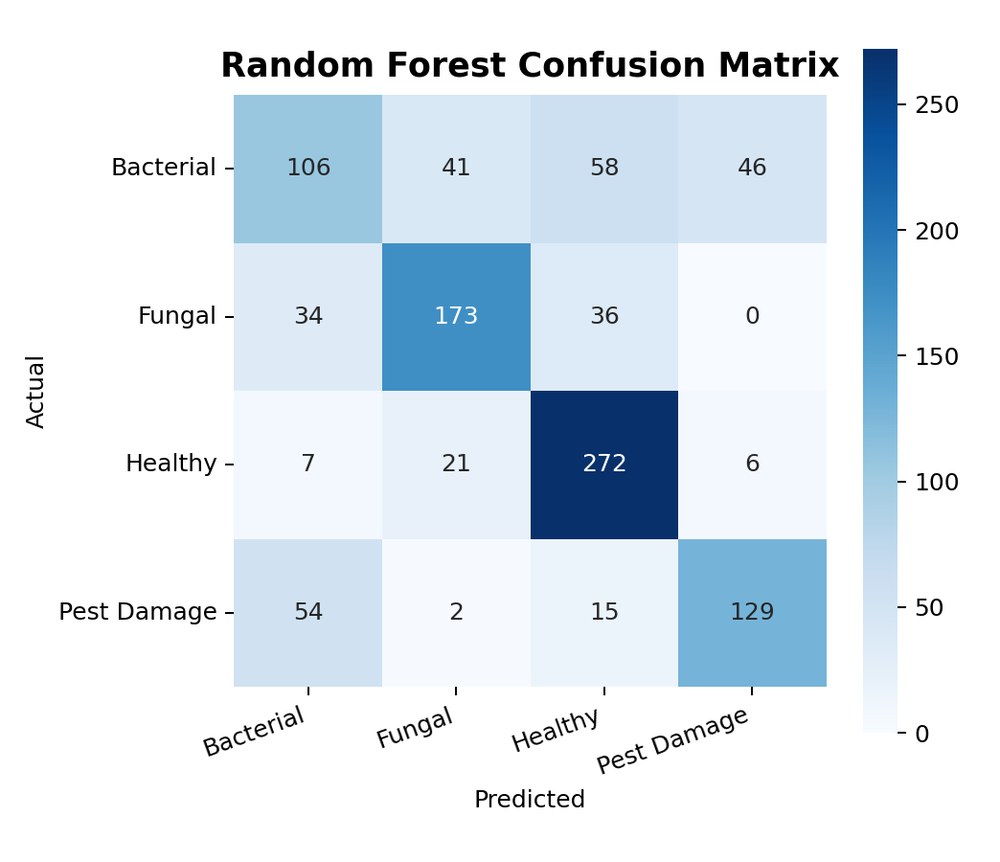 Random Forest Confusion Matrix
Actual
Bacterial 106 41 58 46
Fungal 34 173 36 0
Healthy 7 21 272 6
Pest Damage 54 2 15 129
Bacterial Fungal Healthy Pest Damage
Predicted
250
200
150
100
50
0